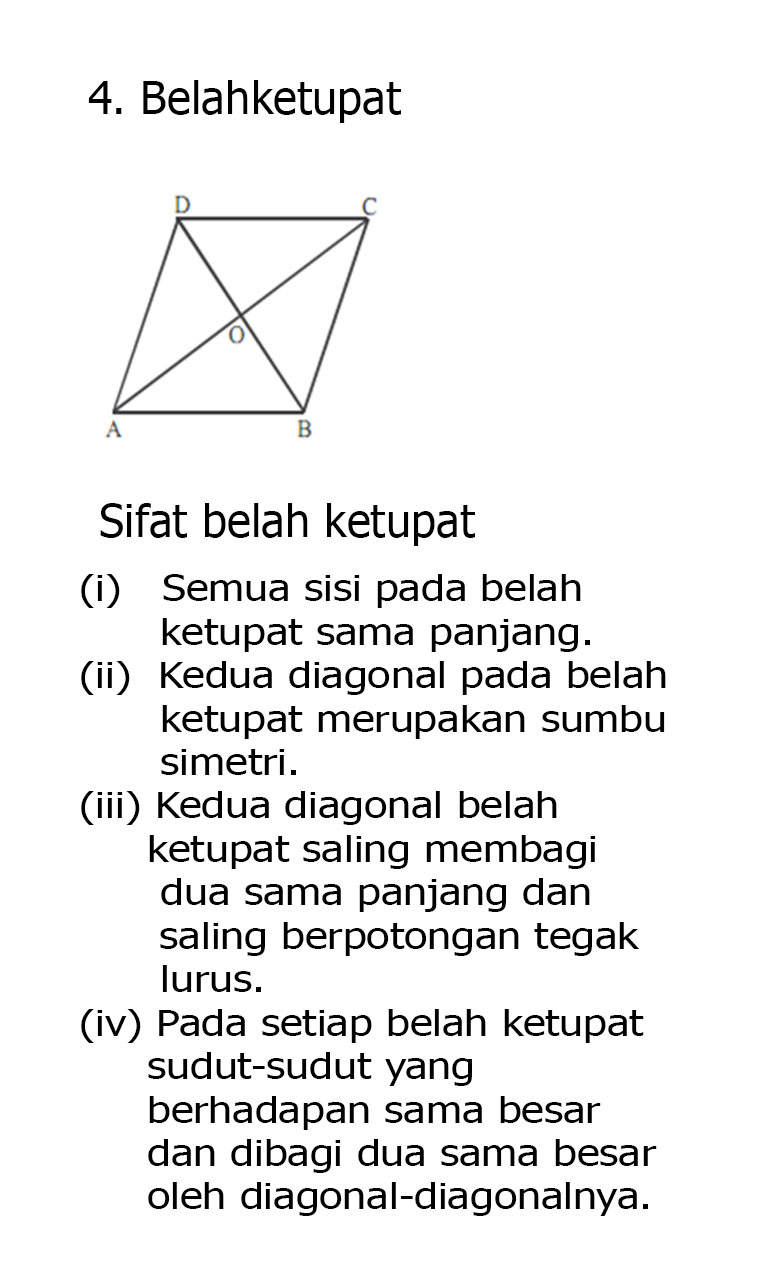 4. Belahketupat
D C
O
A B
Sifat belah ketupat
(i) Semua sisi pada belah
ketupat sama panjang.
(ii) Kedua diagonal pada belah
ketupat merupakan sumbu
simetri.
(iii) Kedua diagonal belah
ketupat saling membagi
dua sama panjang dan
saling berpotongan tegak
lurus.
(iv) Pada setiap belah ketupat
sudut-sudut yang
berhadapan sama besar
dan dibagi dua sama besar
oleh diagonal-diagonalnya.